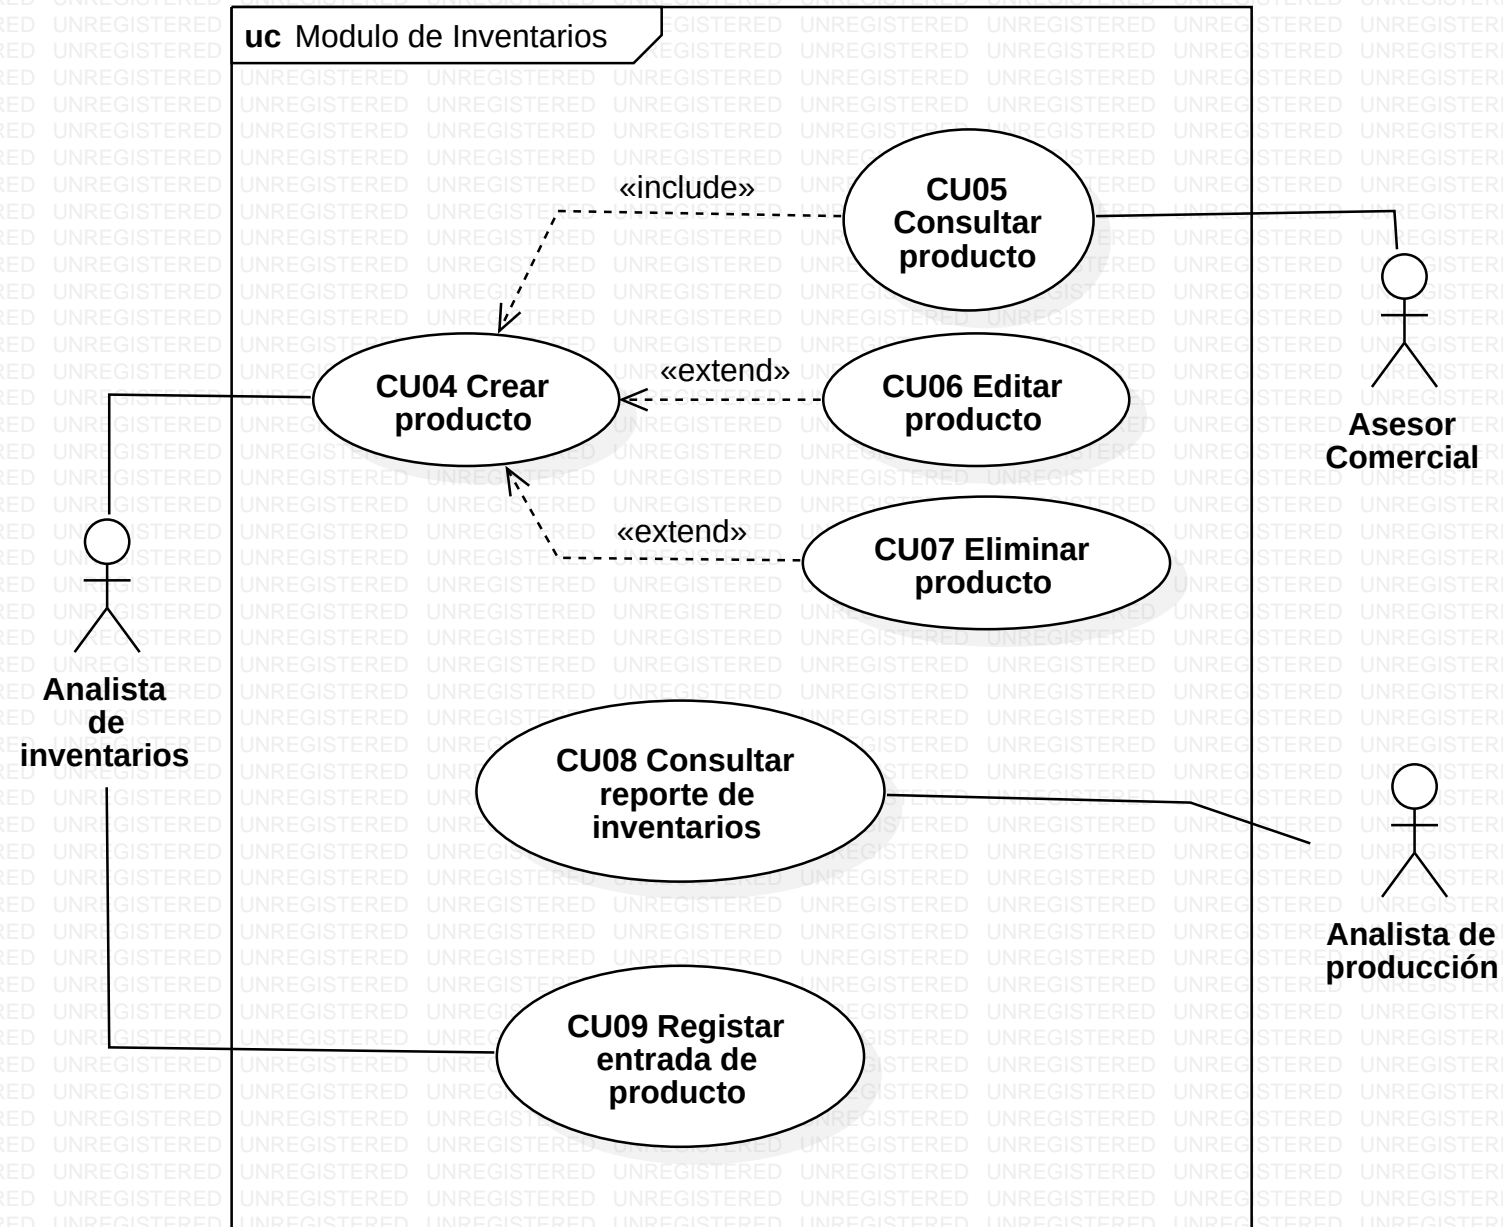 uc Modulo de Inventarios
«include»
CU05
Consultar
producto
«extend»
CU04 Crear
producto
CU06 Editar
producto
Asesor
Comercial
«extend»
CU07 Eliminar
producto
Analista
de
inventarios
CU08 Consultar
reporte de
inventarios
Analista de
producción
CU09 Registar
entrada de
producto
UNREGISTERED